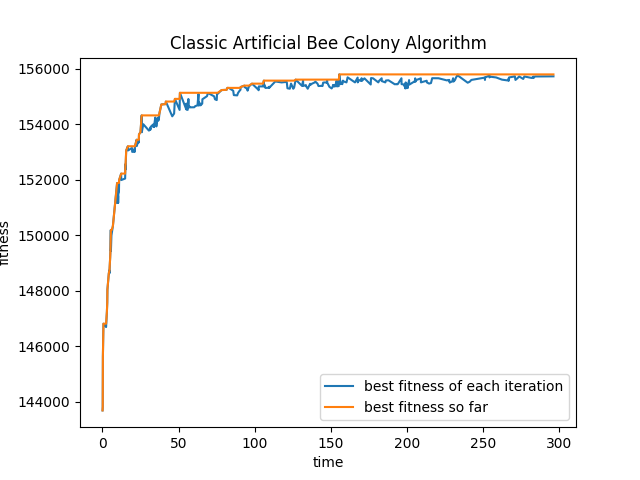 Classic Artificial Bee Colony Algorithm
156000
154000
152000
150000
148000
146000
144000
fitness
best fitness of each iteration
best fitness so far
0 50 100 150 200 250 300
time